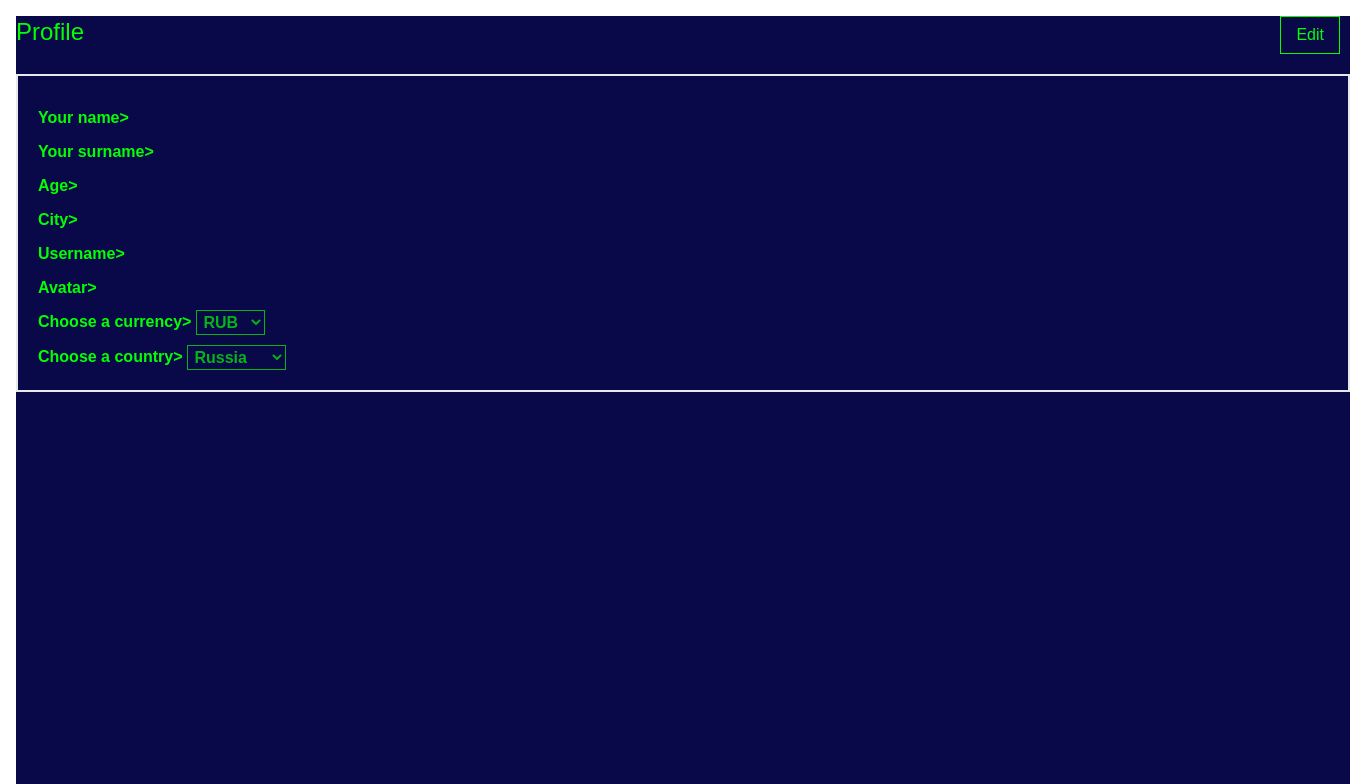 Profile
Edit
Your name>
Your surname>
Age>
City>
Username>
Avatar>
Choose a currency> RUB
Choose a country> Russia